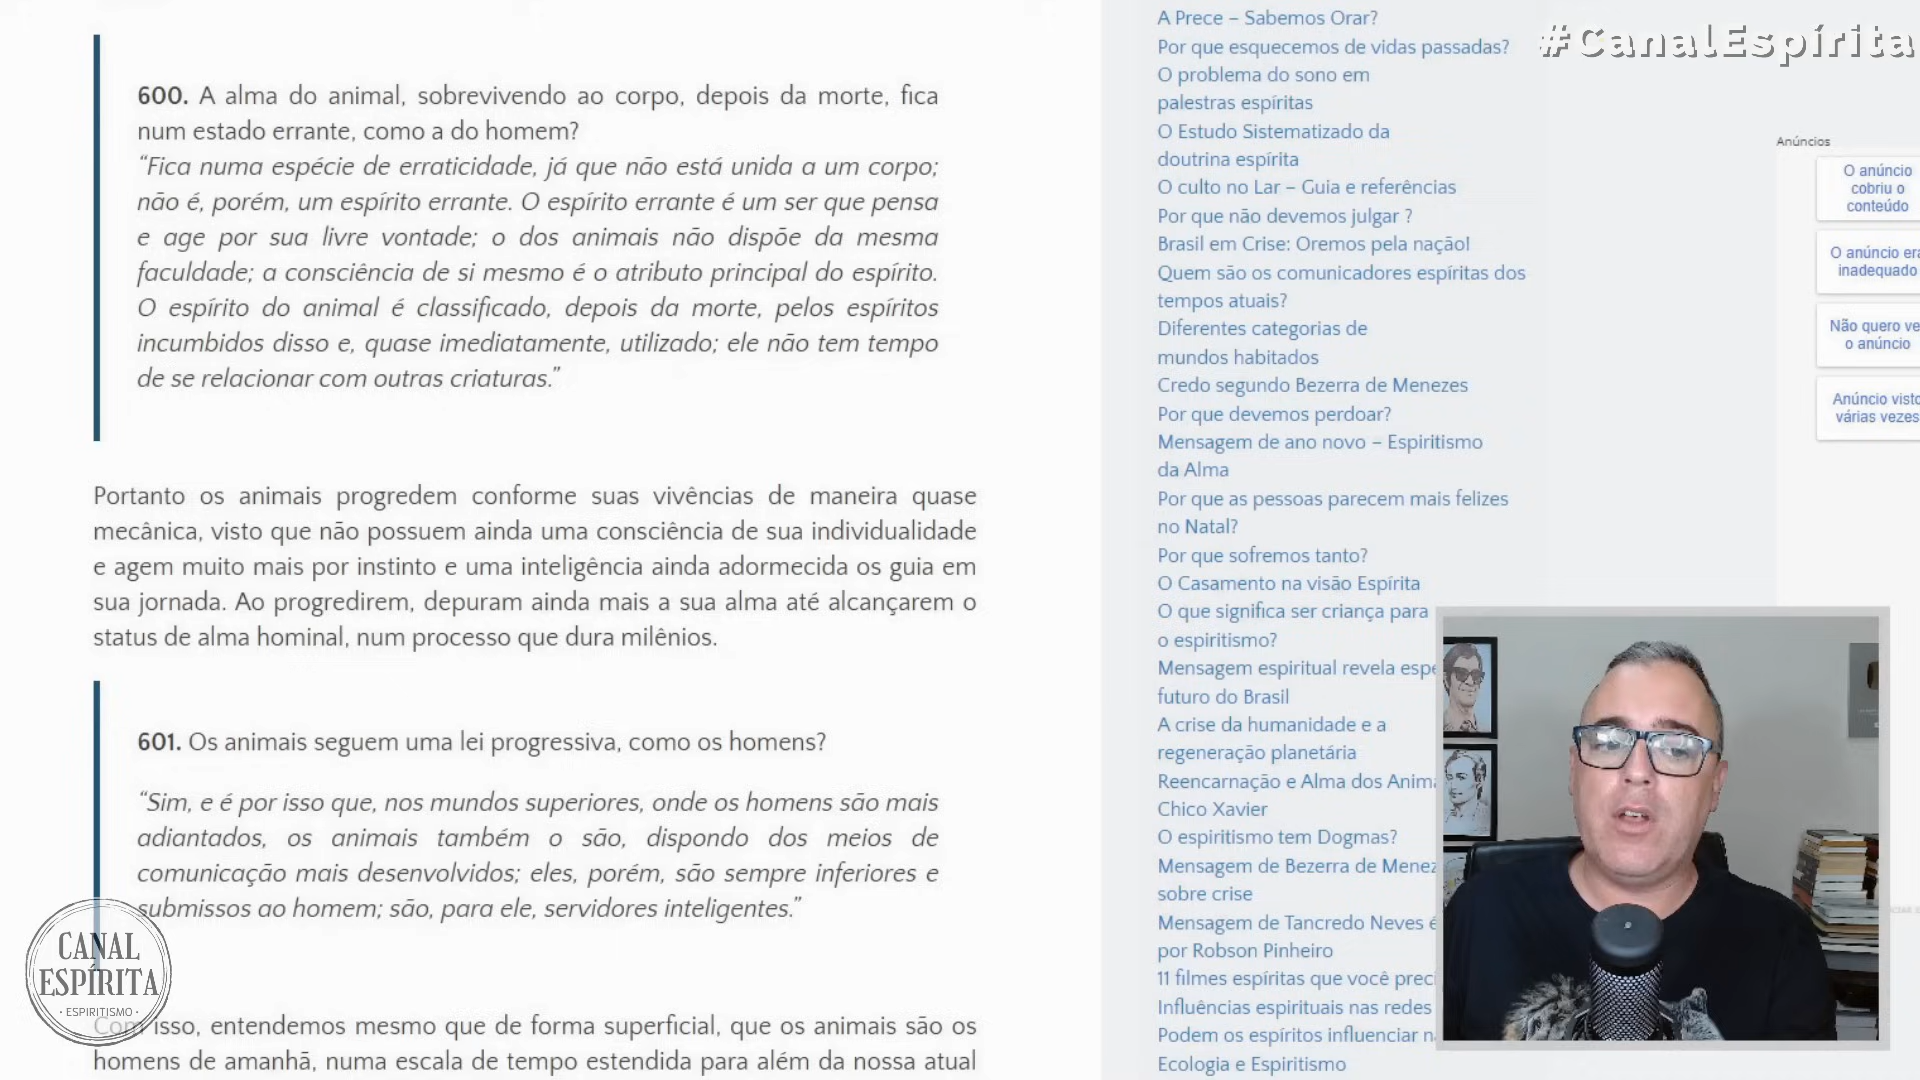 600. A alma do animal, sobrevivendo ao corpo, depois da morte, fica
num estado errante, como a do homem?
“Fica numa espécie de erraticidade, já que não está unida a um corpo;
não é, porém, um espírito errante. O espírito errante é um ser que pensa
e age por sua livre vontade; o dos animais não dispõe da mesma
faculdade; a consciência de si mesmo é o atributo principal do espírito.
O espírito do animal é classificado, depois da morte, pelos espíritos
incumbidos disso e, quase imediatamente, utilizado; ele não tem tempo
de se relacionar com outras criaturas.”
Portanto os animais progredem conforme suas vivências de maneira quase
mecânica, visto que não possuem ainda uma consciência de sua individualidade
e agem muito mais por instinto e uma inteligência ainda adormecida os guia em
sua jornada. Ao progredirem, depuram ainda mais a sua alma até alcançarem o
status de alma hominal, num processo que dura milênios.
601. Os animais seguem uma lei progressiva, como os homens?
“Sim, e é por isso que, nos mundos superiores, onde os homens são mais
adiantados, os animais também o são, dispondo dos meios de
comunicação mais desenvolvidos; eles, porém, são sempre inferiores e
submissos ao homem; são, para ele, servidores inteligentes.”
Com isso, entendemos mesmo que de forma superficial, que os animais são os
homens de amanhã, numa escala de tempo estendida para além da nossa atual
CANAL
ESPÍRITA
· ESPIRITISMO ·
A Prece – Sabemos Orar?
Por que esquecemos de vidas passadas?
O problema do sono em
palestras espíritas
O Estudo Sistematizado da
doutrina espírita
O culto no Lar – Guia e referências
Por que não devemos julgar ?
Brasil em Crise: Oremos pela nação!
Quem são os comunicadores espíritas dos
tempos atuais?
Diferentes categorias de
mundos habitados
Credo segundo Bezerra de Menezes
Por que devemos perdoar?
Mensagem de ano novo – Espiritismo
da Alma
Por que as pessoas parecem mais felizes
no Natal?
Por que sofremos tanto?
O Casamento na visão Espírita
O que significa ser criança para
o espiritismo?
Mensagem espiritual revela espe
futuro do Brasil
A crise da humanidade e a
regeneração planetária
Reencarnação e Alma dos Anima
Chico Xavier
O espiritismo tem Dogmas?
Mensagem de Bezerra de Menez
sobre crise
Mensagem de Tancredo Neves é
por Robson Pinheiro
11 filmes espíritas que você preci
Influências espirituais nas redes
Podem os espíritos influenciar n
Ecologia e Espiritismo
#CanalEspírita
Anúncios
O anúncio
cobriu o
conteúdo
O anúncio era
inadequado
Não quero ve
o anúncio
Anúncio visto
várias vezes